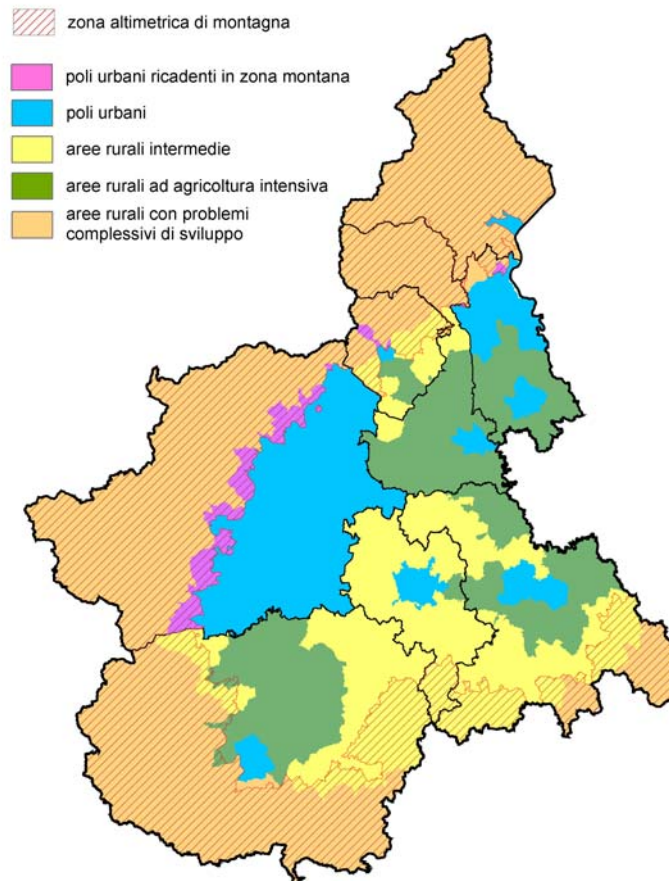 zona altimetrica di montagna
poli urbani ricadenti in zona montana
poli urbani
aree rurali intermedie
aree rurali ad agricoltura intensiva
aree rurali con problemi
complessivi di sviluppo